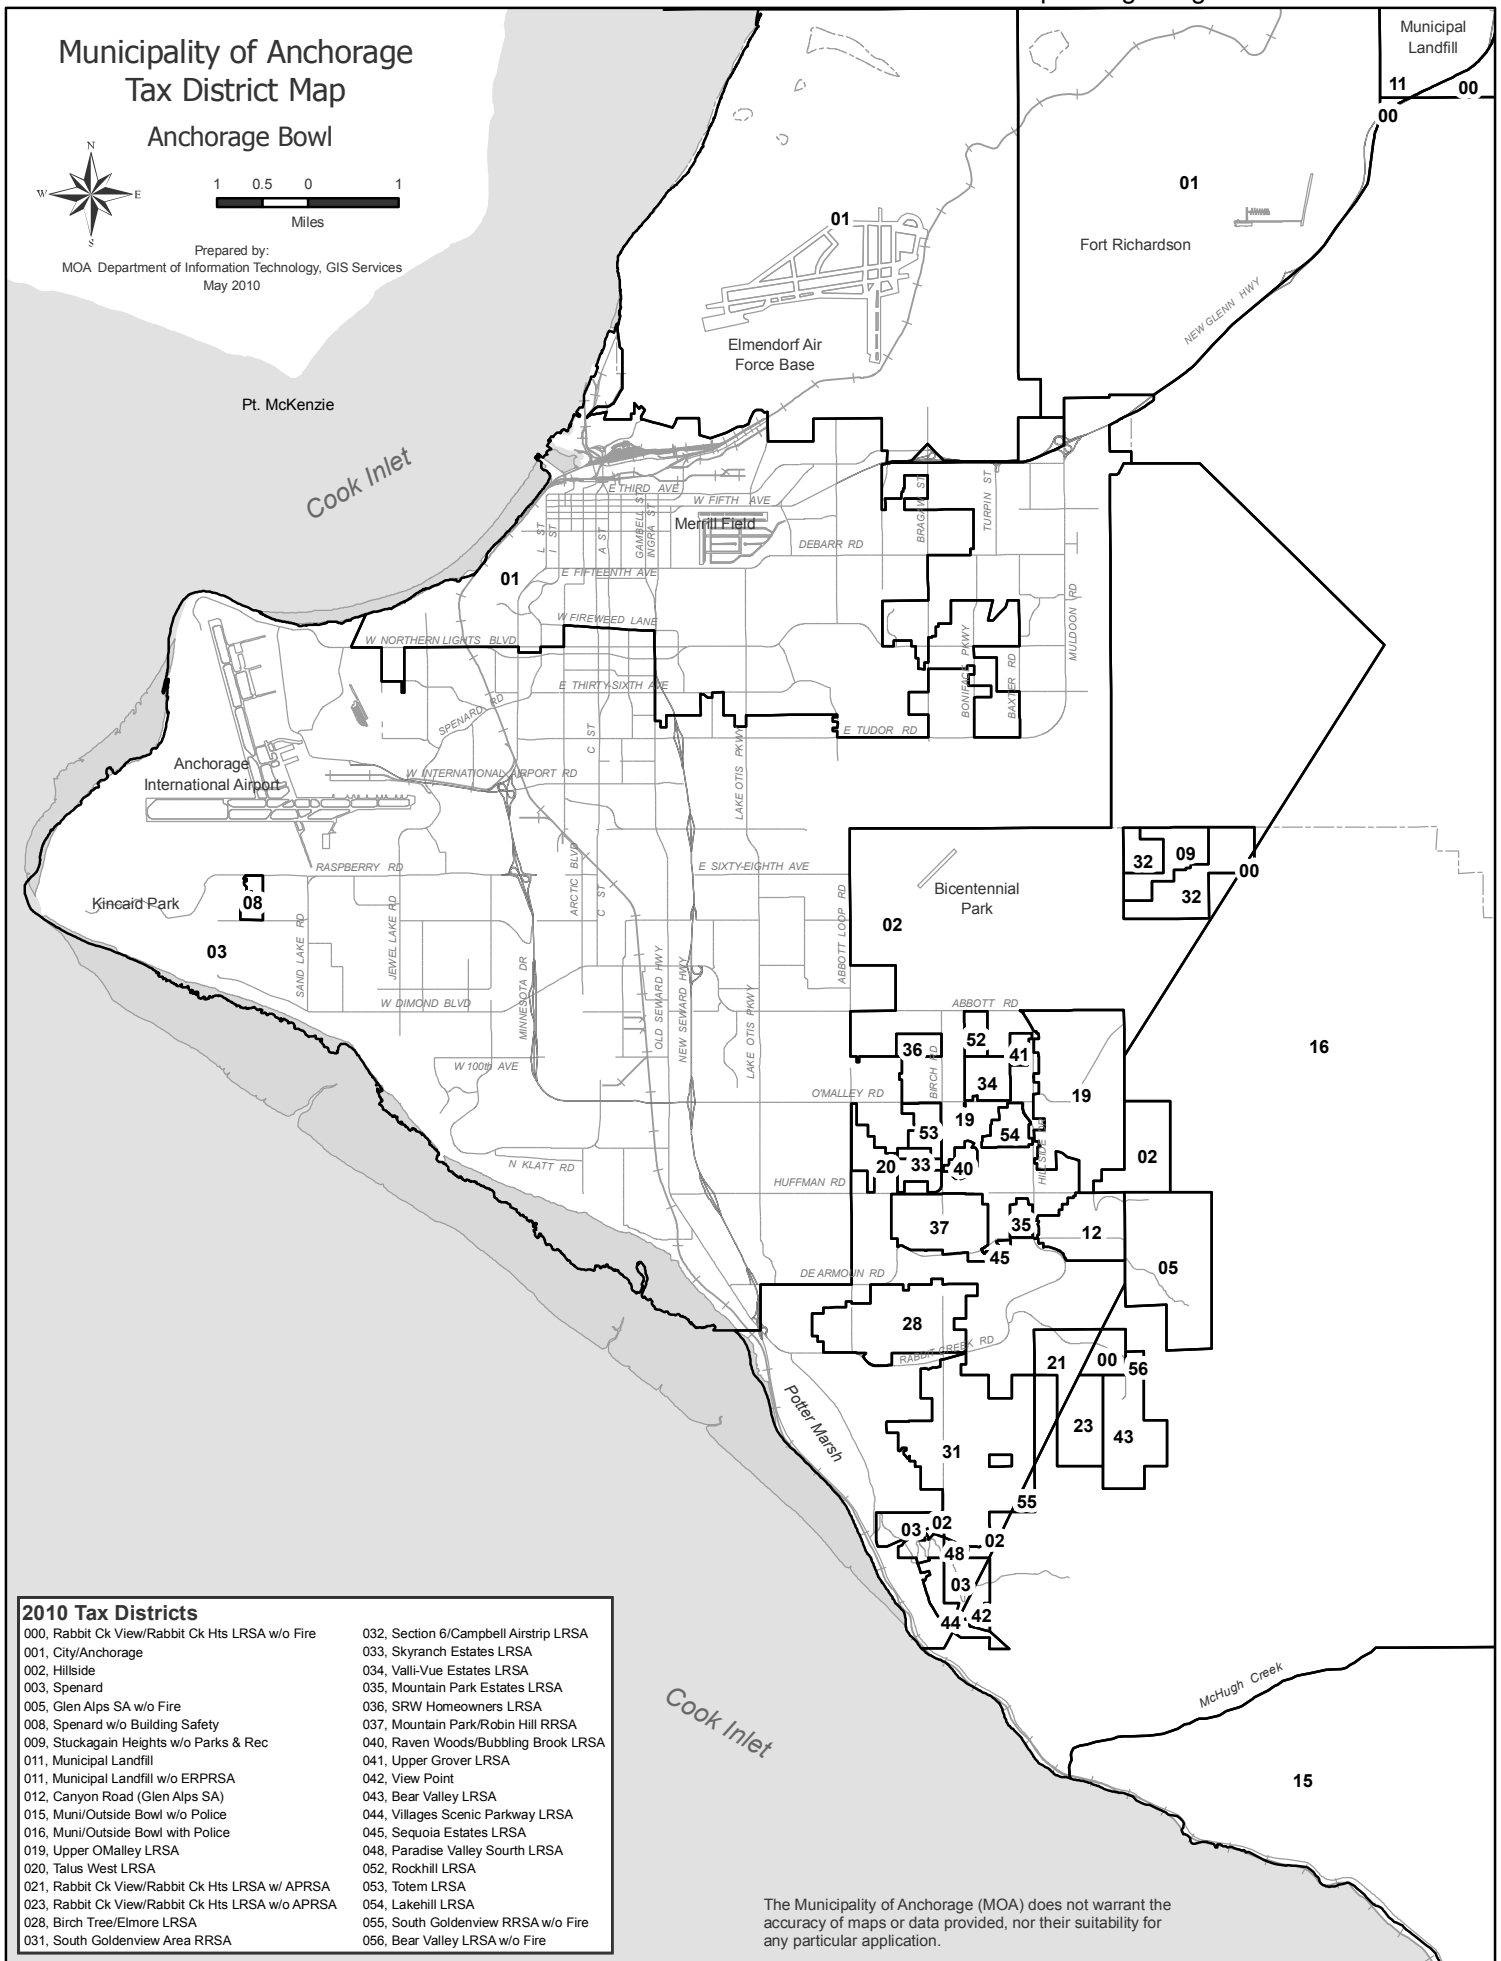 Municipality of Anchorage
Tax District Map
Anchorage Bowl
N
W
E
S
1 0.5 0 1
Miles
Prepared by:
MOA Department of Information Technology, GIS Services
May 2010
Municipal
Landfill
11
00
00
01
Fort Richardson
NEW GLENN HWY
01
Elmendorf Air
Force Base
Pt. McKenzie
Cook Inlet
E THIRD AVE
W FIFTH AVE
Merrill Field
L ST
I ST
A ST
GAMBELL ST
INGRA ST
DEBARR RD
BRAGAW ST
TURPIN ST
E FIFTEENTH AVE
01
W FIREWEED LANE
W NORTHERN LIGHTS BLVD
MULDOON RD
BONIFACE PKWY
BAXTER RD
E THIRTY-SIXTH AVE
SPENARD RD
C ST
E TUDOR RD
LAKE OTIS PKWY
Anchorage
International Airport
W INTERNATIONAL AIRPORT RD
RASPBERRY RD
ARCTIC BLVD
C ST
E SIXTY-EIGHTH AVE
Bicentennial
Park
32
09
00
32
Kincaid Park
08
03
02
SAND LAKE RD
JEWEL LAKE RD
ABBOTT LOOP RD
W DIMOND BLVD
MINNESOTA DR
OLD SEWARD HWY
NEW SEWARD HWY
LAKE OTIS PKWY
ABBOTT RD
W 100th AVE
36
BIRCH RD
52
41
16
34
O'MALLEY RD
19
19
53
54
HILLSIDE DR
N KLATT RD
20
33
40
02
HUFFMAN RD
37
35
12
45
05
DE ARMOUN RD
28
RABBIT CREEK RD
21
00
56
Potter Marsh
23
43
31
55
03
02
02
48
03
44
42
McHugh Creek
Cook Inlet
15
2010 Tax Districts
000, Rabbit Ck View/Rabbit Ck Hts LRSA w/o Fire
001, City/Anchorage
002, Hillside
003, Spenard
005, Glen Alps SA w/o Fire
008, Spenard w/o Building Safety
009, Stuckagain Heights w/o Parks & Rec
011, Municipal Landfill
011, Municipal Landfill w/o ERPRSA
012, Canyon Road (Glen Alps SA)
015, Muni/Outside Bowl w/o Police
016, Muni/Outside Bowl with Police
019, Upper OMalley LRSA
020, Talus West LRSA
021, Rabbit Ck View/Rabbit Ck Hts LRSA w/ APRSA
023, Rabbit Ck View/Rabbit Ck Hts LRSA w/o APRSA
028, Birch Tree/Elmore LRSA
031, South Goldenview Area RRSA
032, Section 6/Campbell Airstrip LRSA
033, Skyranch Estates LRSA
034, Valli-Vue Estates LRSA
035, Mountain Park Estates LRSA
036, SRW Homeowners LRSA
037, Mountain Park/Robin Hill RRSA
040, Raven Woods/Bubbling Brook LRSA
041, Upper Grover LRSA
042, View Point
043, Bear Valley LRSA
044, Villages Scenic Parkway LRSA
045, Sequoia Estates LRSA
048, Paradise Valley Sourth LRSA
052, Rockhill LRSA
053, Totem LRSA
054, Lakehill LRSA
055, South Goldenview RRSA w/o Fire
056, Bear Valley LRSA w/o Fire
The Municipality of Anchorage (MOA) does not warrant the
accuracy of maps or data provided, nor their suitability for
any particular application.